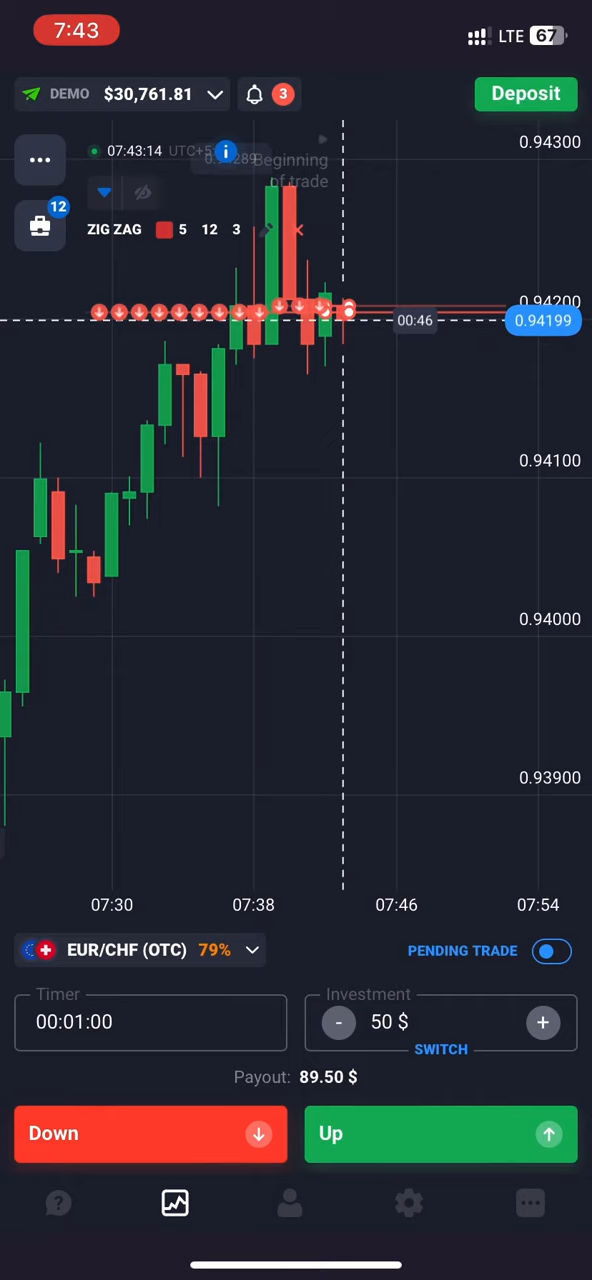 7:43
LTE 67
DEMO $30,761.81
3
Deposit
0.94300
07:43:14 UTC+5
Beginning
of trade
12
ZIG ZAG 5 12 3
0.94200
00:46
0.94199
0.94100
0.94000
0.93900
07:30 07:38 07:46 07:54
EUR/CHF (OTC) 79%
PENDING TRADE
Timer
00:01:00
Investment
- 50 $ +
SWITCH
Payout: 89.50 $
Down
Up